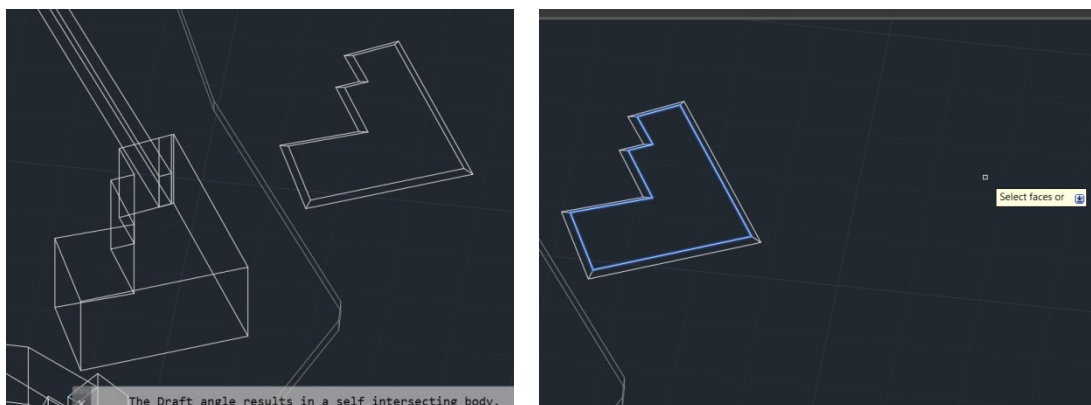 The Draft angle results in a self intersecting body.
Select faces or